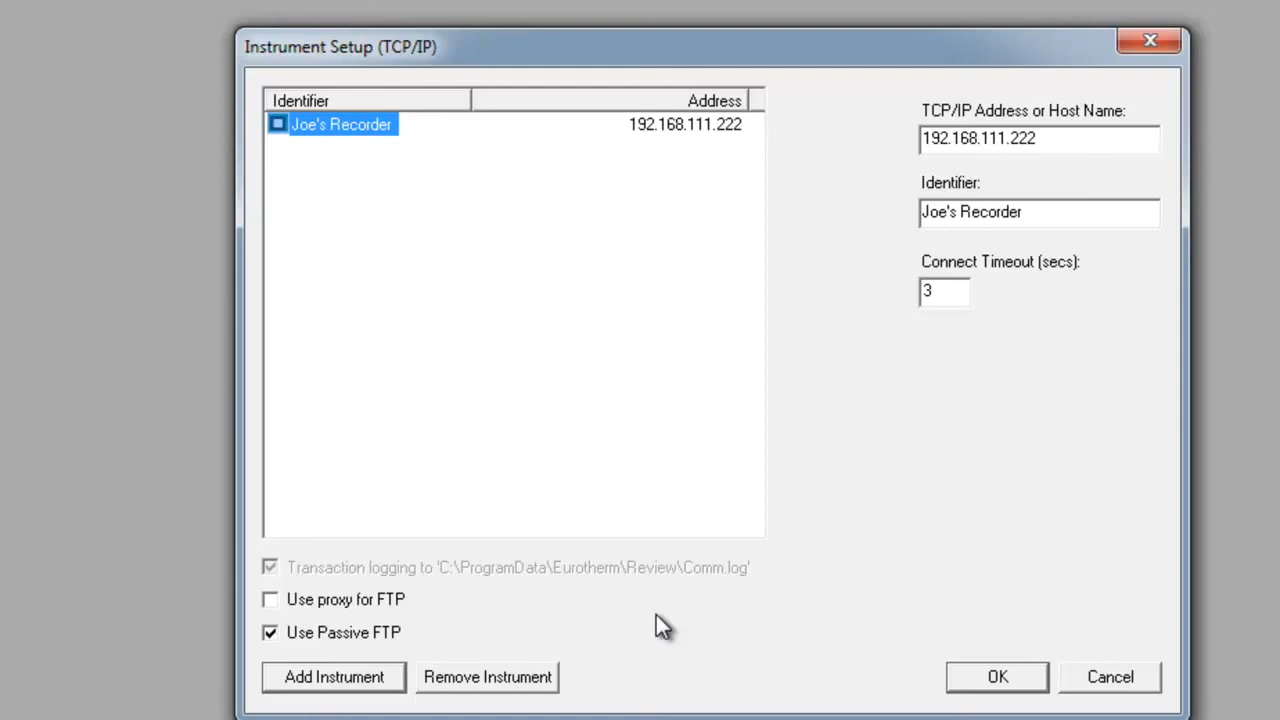 Instrument Setup (TCP/IP)
Identifier Address
Joe's Recorder 192.168.111.222
TCP/IP Address or Host Name:
192.168.111.222
Identifier:
Joe's Recorder
Connect Timeout (secs):
3
Transaction logging to 'C:\ProgramData\Eurotherm\Review\Comm.log'
Use proxy for FTP
Use Passive FTP
Add Instrument Remove Instrument OK Cancel